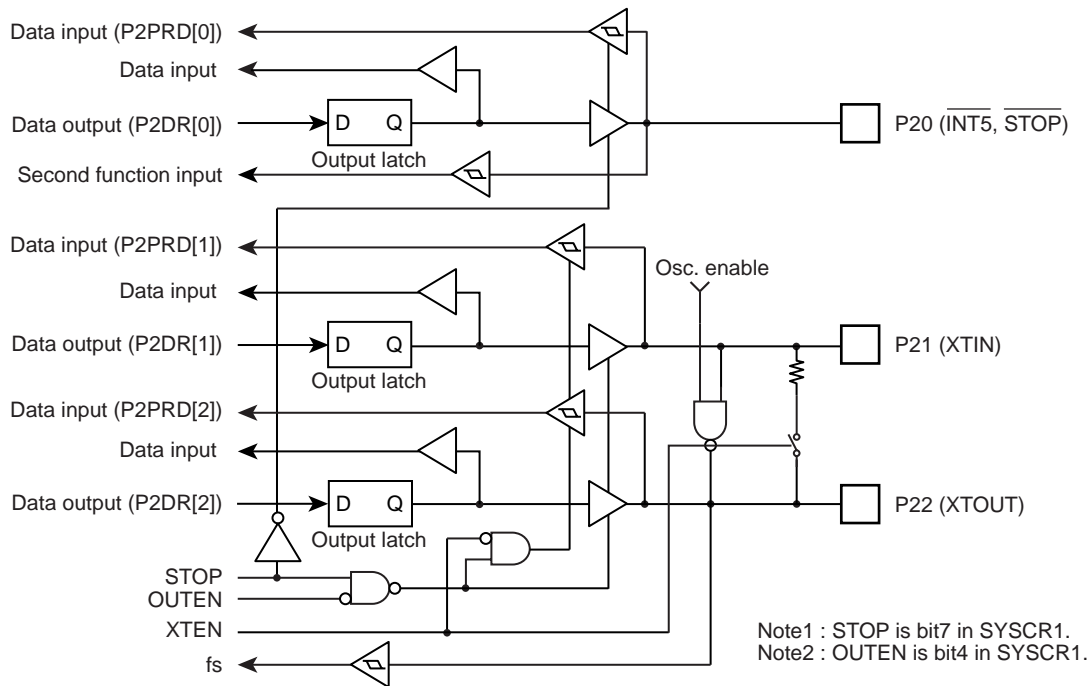 Data input (P2PRD[0])
Data input
Data output (P2DR[0])
D Q
Output latch
P20 (INT5, STOP)
Second function input
Data input (P2PRD[1])
Osc. enable
Data input
Data output (P2DR[1])
D Q
Output latch
P21 (XTIN)
Data input (P2PRD[2])
Data input
Data output (P2DR[2])
D Q
Output latch
P22 (XTOUT)
STOP
OUTEN
XTEN
fs
Note1 : STOP is bit7 in SYSCR1.
Note2 : OUTEN is bit4 in SYSCR1.